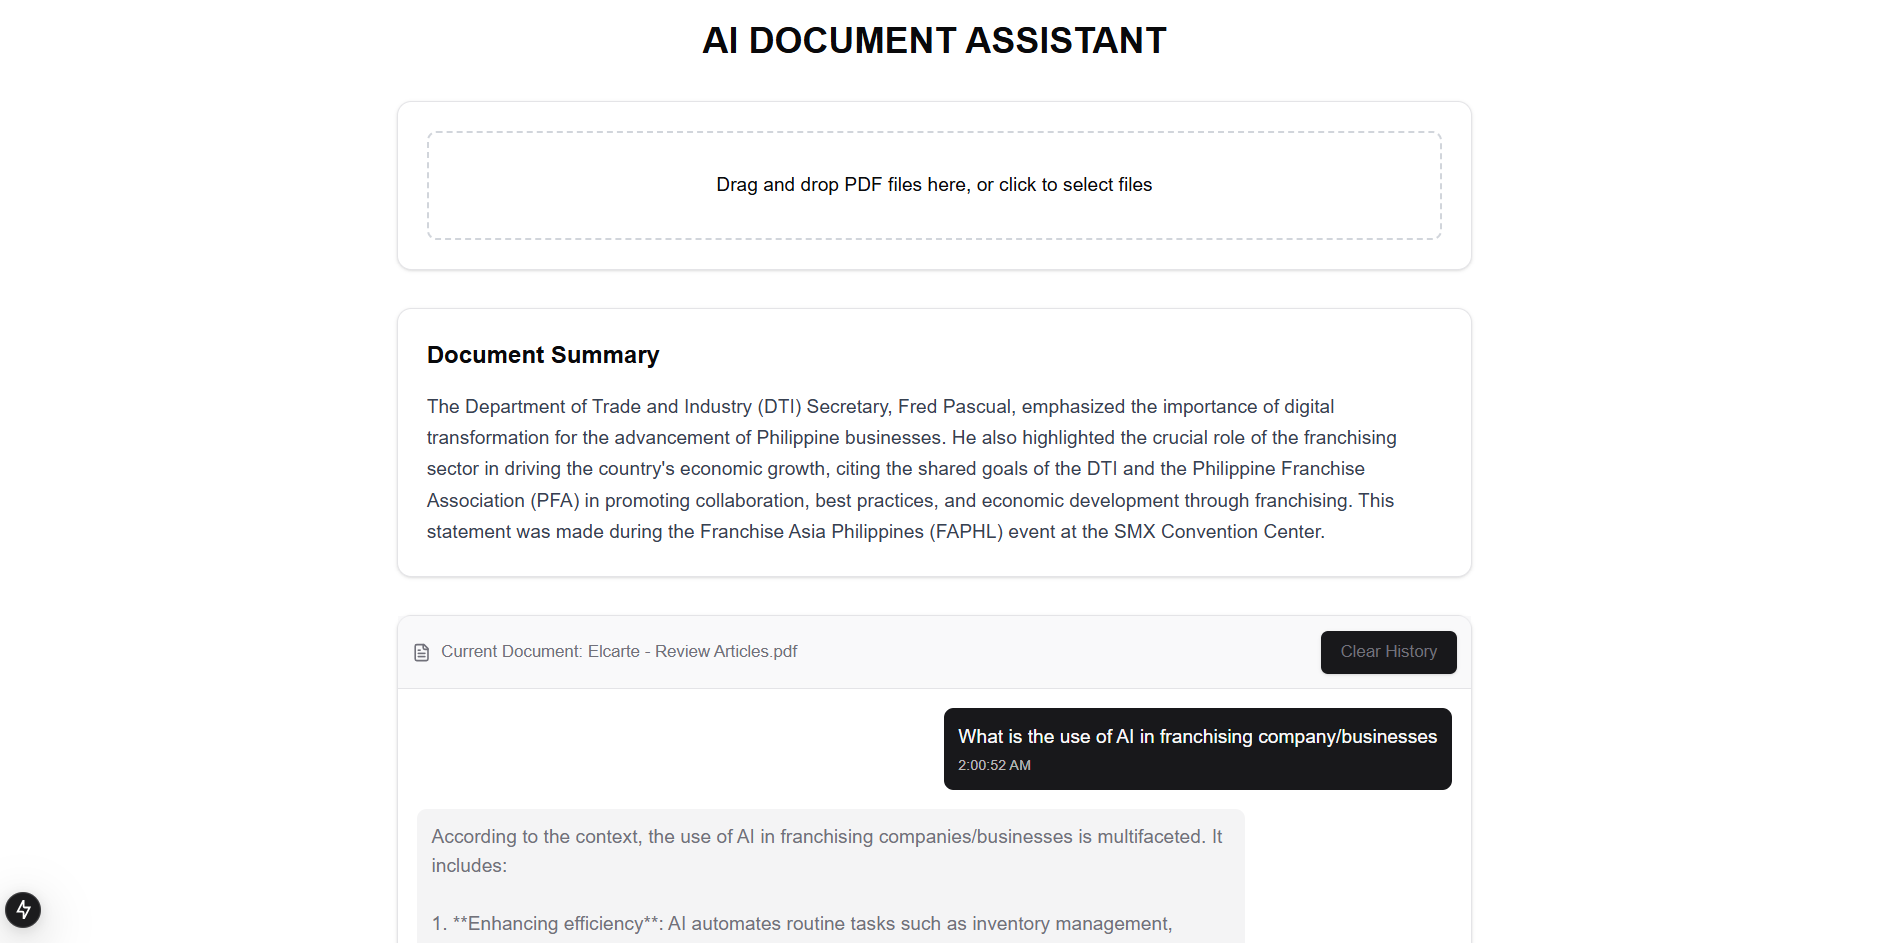 AI DOCUMENT ASSISTANT
Drag and drop PDF files here, or click to select files
Document Summary
The Department of Trade and Industry (DTI) Secretary, Fred Pascual, emphasized the importance of digital
transformation for the advancement of Philippine businesses. He also highlighted the crucial role of the franchising
sector in driving the country's economic growth, citing the shared goals of the DTI and the Philippine Franchise
Association (PFA) in promoting collaboration, best practices, and economic development through franchising. This
statement was made during the Franchise Asia Philippines (FAPHL) event at the SMX Convention Center.
Current Document: Elcarte - Review Articles.pdf
Clear History
What is the use of AI in franchising company/businesses
2:00:52 AM
According to the context, the use of AI in franchising companies/businesses is multifaceted. It
includes:
1. **Enhancing efficiency**: AI automates routine tasks such as inventory management,